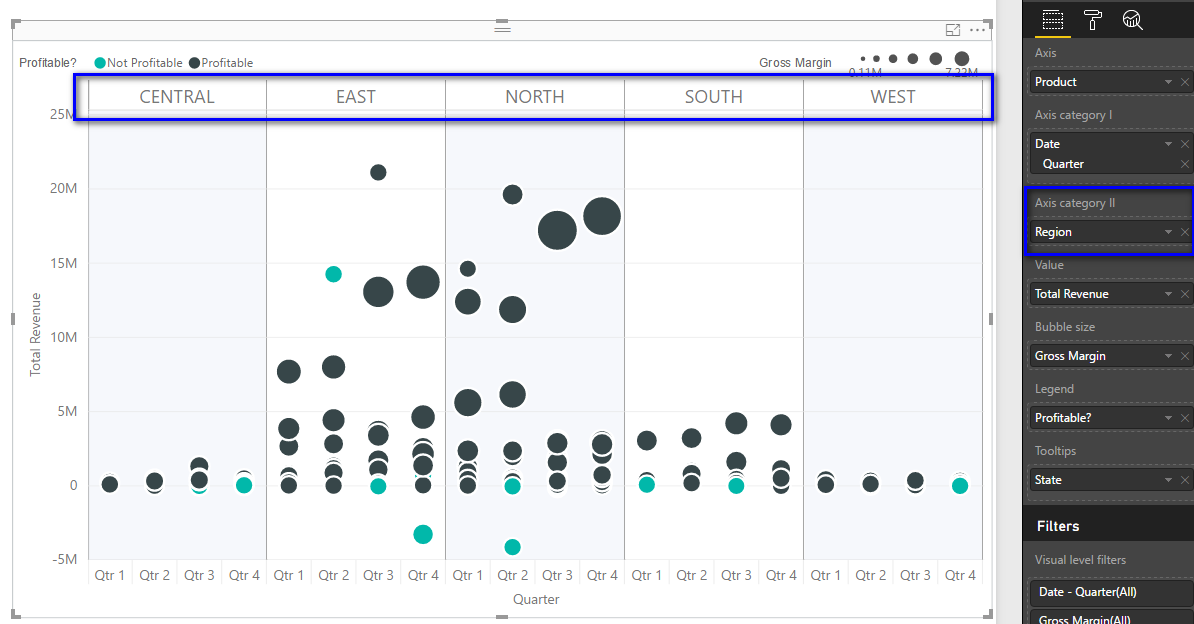 Profitable? Not Profitable Profitable Gross Margin
0.11M 7.22M
CENTRAL EAST NORTH SOUTH WEST
25M
20M
15M
10M
5M
0
-5M
Total Revenue
Qtr 1 Qtr 2 Qtr 3 Qtr 4 Qtr 1 Qtr 2 Qtr 3 Qtr 4 Qtr 1 Qtr 2 Qtr 3 Qtr 4 Qtr 1 Qtr 2 Qtr 3 Qtr 4 Qtr 1 Qtr 2 Qtr 3 Qtr 4
Quarter
Axis
Product
Axis category I
Date
Quarter
Axis category II
Region
Value
Total Revenue
Bubble size
Gross Margin
Legend
Profitable?
Tooltips
State
Filters
Visual level filters
Date - Quarter(All)
Gross Margin(All)